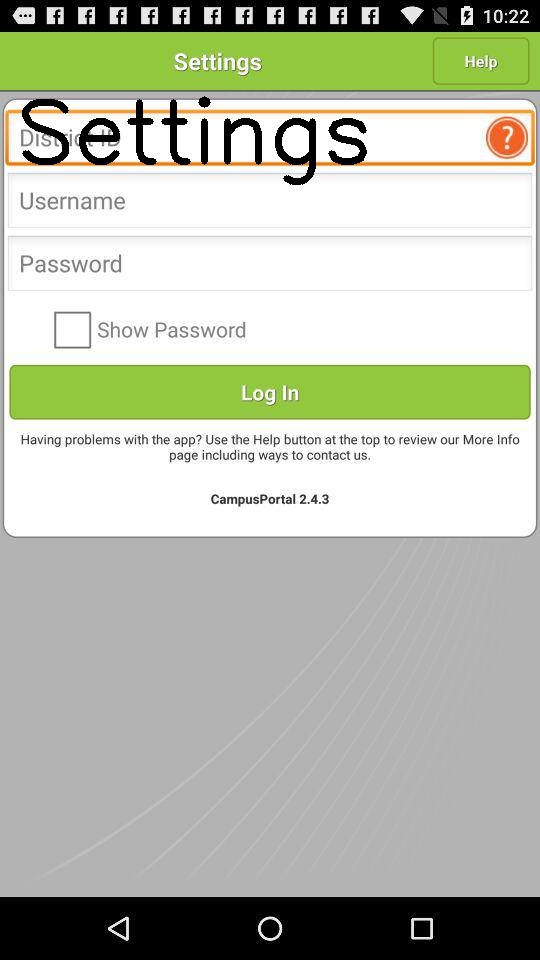 10:22
Settings
Help
Settings
District ID
?
Username
Password
Show Password
Log In
Having problems with the app? Use the Help button at the top to review our More Info
page including ways to contact us.
CampusPortal 2.4.3